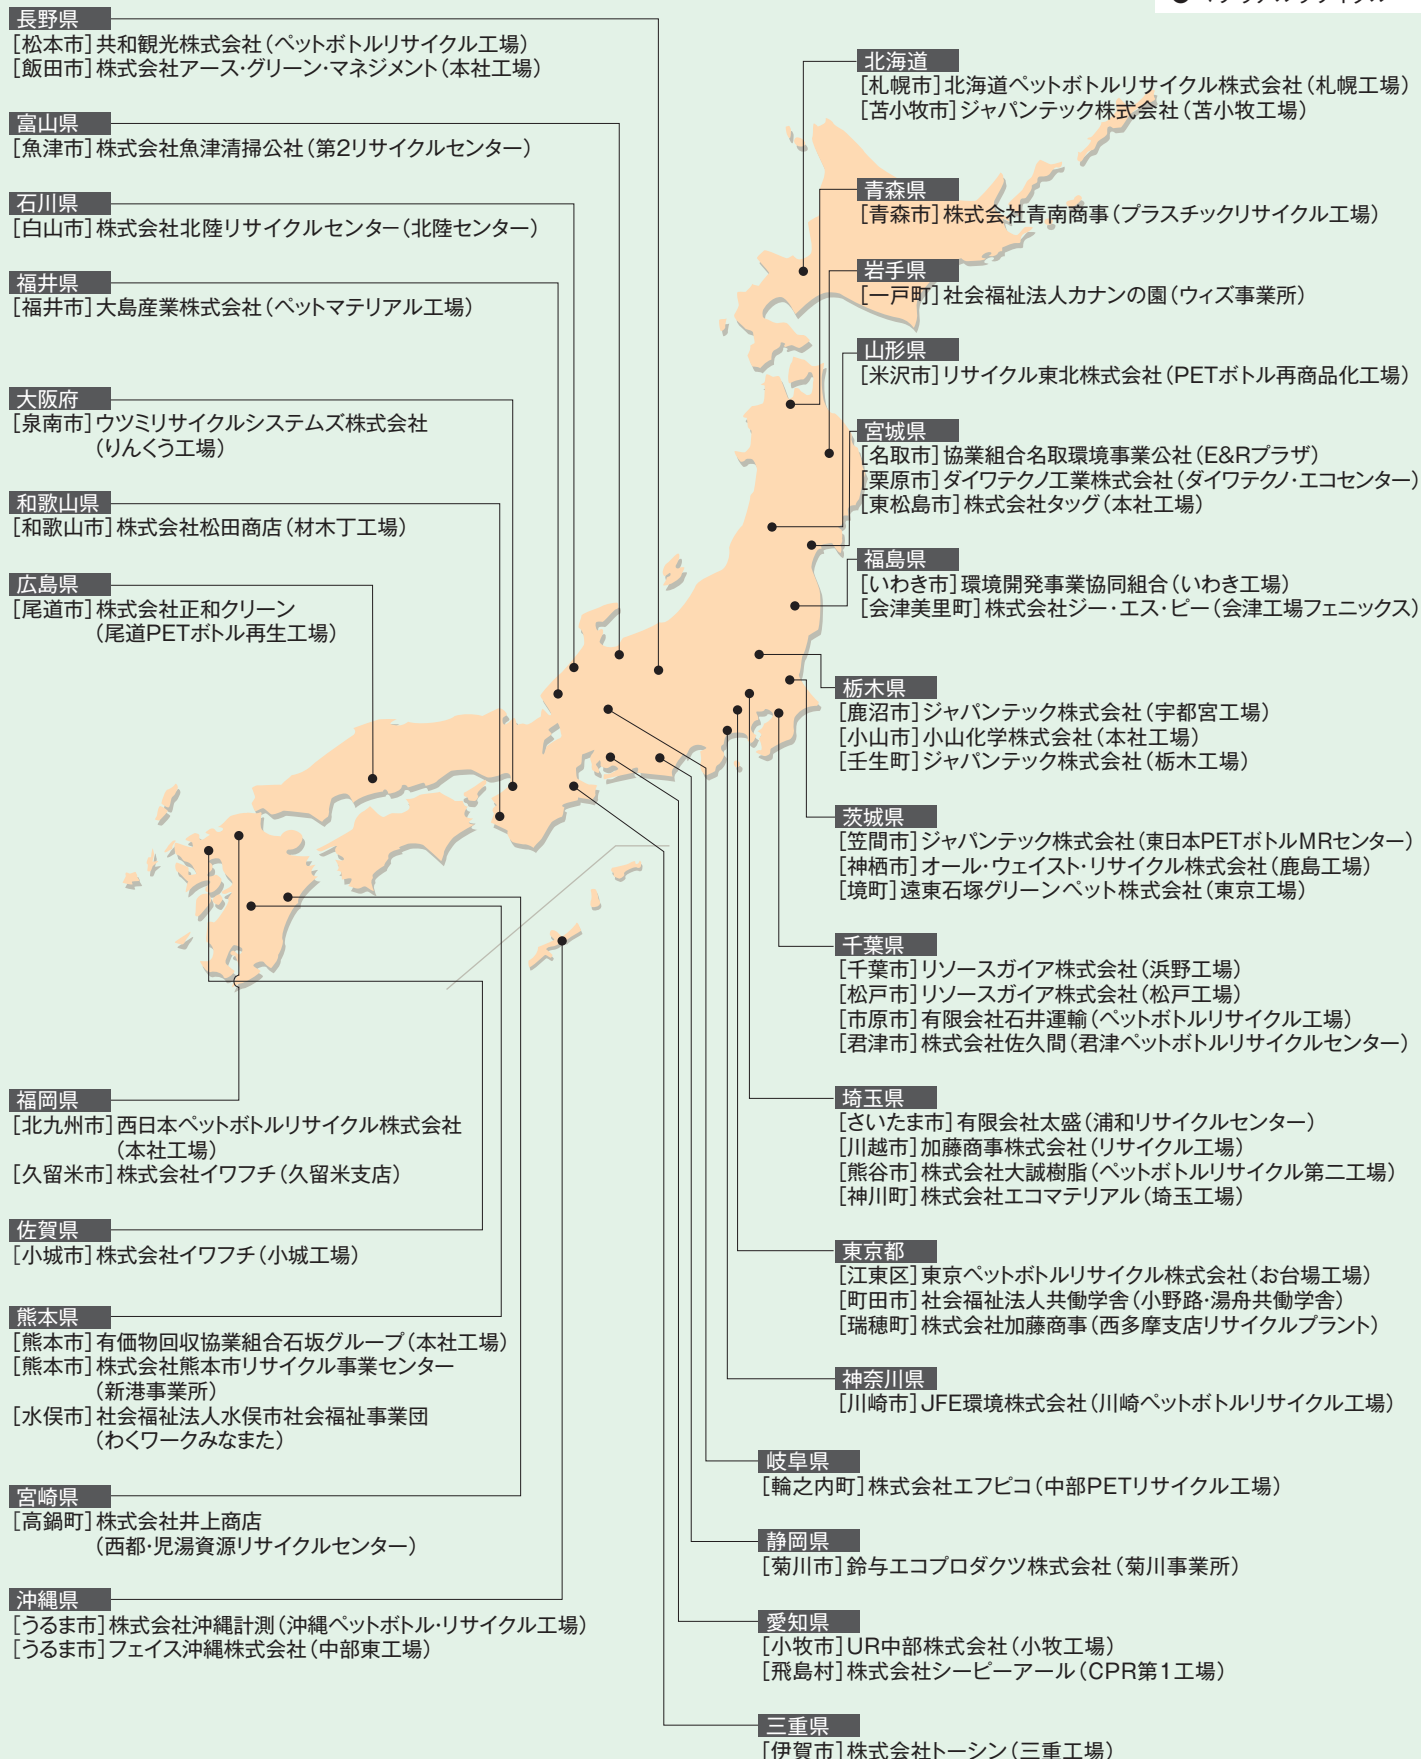 マテリアルリサイクル
長野県
[松本市]共和観光株式会社(ペットボトルリサイクル工場)
[飯田市]株式会社アース・グリーン・マネジメント(本社工場)
富山県
[魚津市]株式会社魚津清掃公社(第2リサイクルセンター)
石川県
[白山市]株式会社北陸リサイクルセンター(北陸センター)
福井県
[福井市]大島産業株式会社(ペットマテリアル工場)
大阪府
[泉南市]ウツミリサイクルシステムズ株式会社
(りんくう工場)
和歌山県
[和歌山市]株式会社松田商店(材木丁工場)
広島県
[尾道市]株式会社正和クリーン
(尾道PETボトル再生工場)
福岡県
[北九州市]西日本ペットボトルリサイクル株式会社
(本社工場)
[久留米市]株式会社イワフチ(久留米支店)
佐賀県
[小城市]株式会社イワフチ(小城工場)
熊本県
[熊本市]有価物回収協業組合石坂グループ(本社工場)
[熊本市]株式会社熊本市リサイクル事業センター
(新港事業所)
[水俣市]社会福祉法人水俣市社会福祉事業団
(わくワークみなまた)
宮崎県
[高鍋町]株式会社井上商店
(西都・児湯資源リサイクルセンター)
沖縄県
[うるま市]株式会社沖縄計測(沖縄ペットボトル・リサイクル工場)
[うるま市]フェイス沖縄株式会社(中部東工場)
北海道
[札幌市]北海道ペットボトルリサイクル株式会社(札幌工場)
[苫小牧市]ジャパンテック株式会社(苫小牧工場)
青森県
[青森市]株式会社青南商事(プラスチックリサイクル工場)
岩手県
[一戸町]社会福祉法人カナンの園(ウィズ事業所)
山形県
[米沢市]リサイクル東北株式会社(PETボトル再商品化工場)
宮城県
[名取市]協業組合名取環境事業公社(E&Rプラザ)
[栗原市]ダイワテクノ工業株式会社(ダイワテクノ・エコセンター)
[東松島市]株式会社タッグ(本社工場)
福島県
[いわき市]環境開発事業協同組合(いわき工場)
[会津美里町]株式会社ジー・エス・ピー(会津工場フェニックス)
栃木県
[鹿沼市]ジャパンテック株式会社(宇都宮工場)
[小山市]小山化学株式会社(本社工場)
[壬生町]ジャパンテック株式会社(栃木工場)
茨城県
[笠間市]ジャパンテック株式会社(東日本PETボトルMRセンター)
[神栖市]オール・ウェイスト・リサイクル株式会社(鹿島工場)
[境町]遠東石塚グリーンペット株式会社(東京工場)
千葉県
[千葉市]リソースガイア株式会社(浜野工場)
[松戸市]リソースガイア株式会社(松戸工場)
[市原市]有限会社石井運輸(ペットボトルリサイクル工場)
[君津市]株式会社佐久間(君津ペットボトルリサイクルセンター)
埼玉県
[さいたま市]有限会社太盛(浦和リサイクルセンター)
[川越市]加藤商事株式会社(リサイクル工場)
[熊谷市]株式会社大誠樹脂(ペットボトルリサイクル第二工場)
[神川町]株式会社エコマテリアル(埼玉工場)
東京都
[江東区]東京ペットボトルリサイクル株式会社(お台場工場)
[町田市]社会福祉法人共働学舎(小野路・湯舟共働学舎)
[瑞穂町]株式会社加藤商事(西多摩支店リサイクルプラント)
神奈川県
[川崎市]JFE環境株式会社(川崎ペットボトルリサイクル工場)
岐阜県
[輪之内町]株式会社エフピコ(中部PETリサイクル工場)
静岡県
[菊川市]鈴与エコプロダクツ株式会社(菊川事業所)
愛知県
[小牧市]UR中部株式会社(小牧工場)
[飛島村]株式会社シーピーアール(CPR第1工場)
三重県
[伊賀市]株式会社トーシン(三重工場)